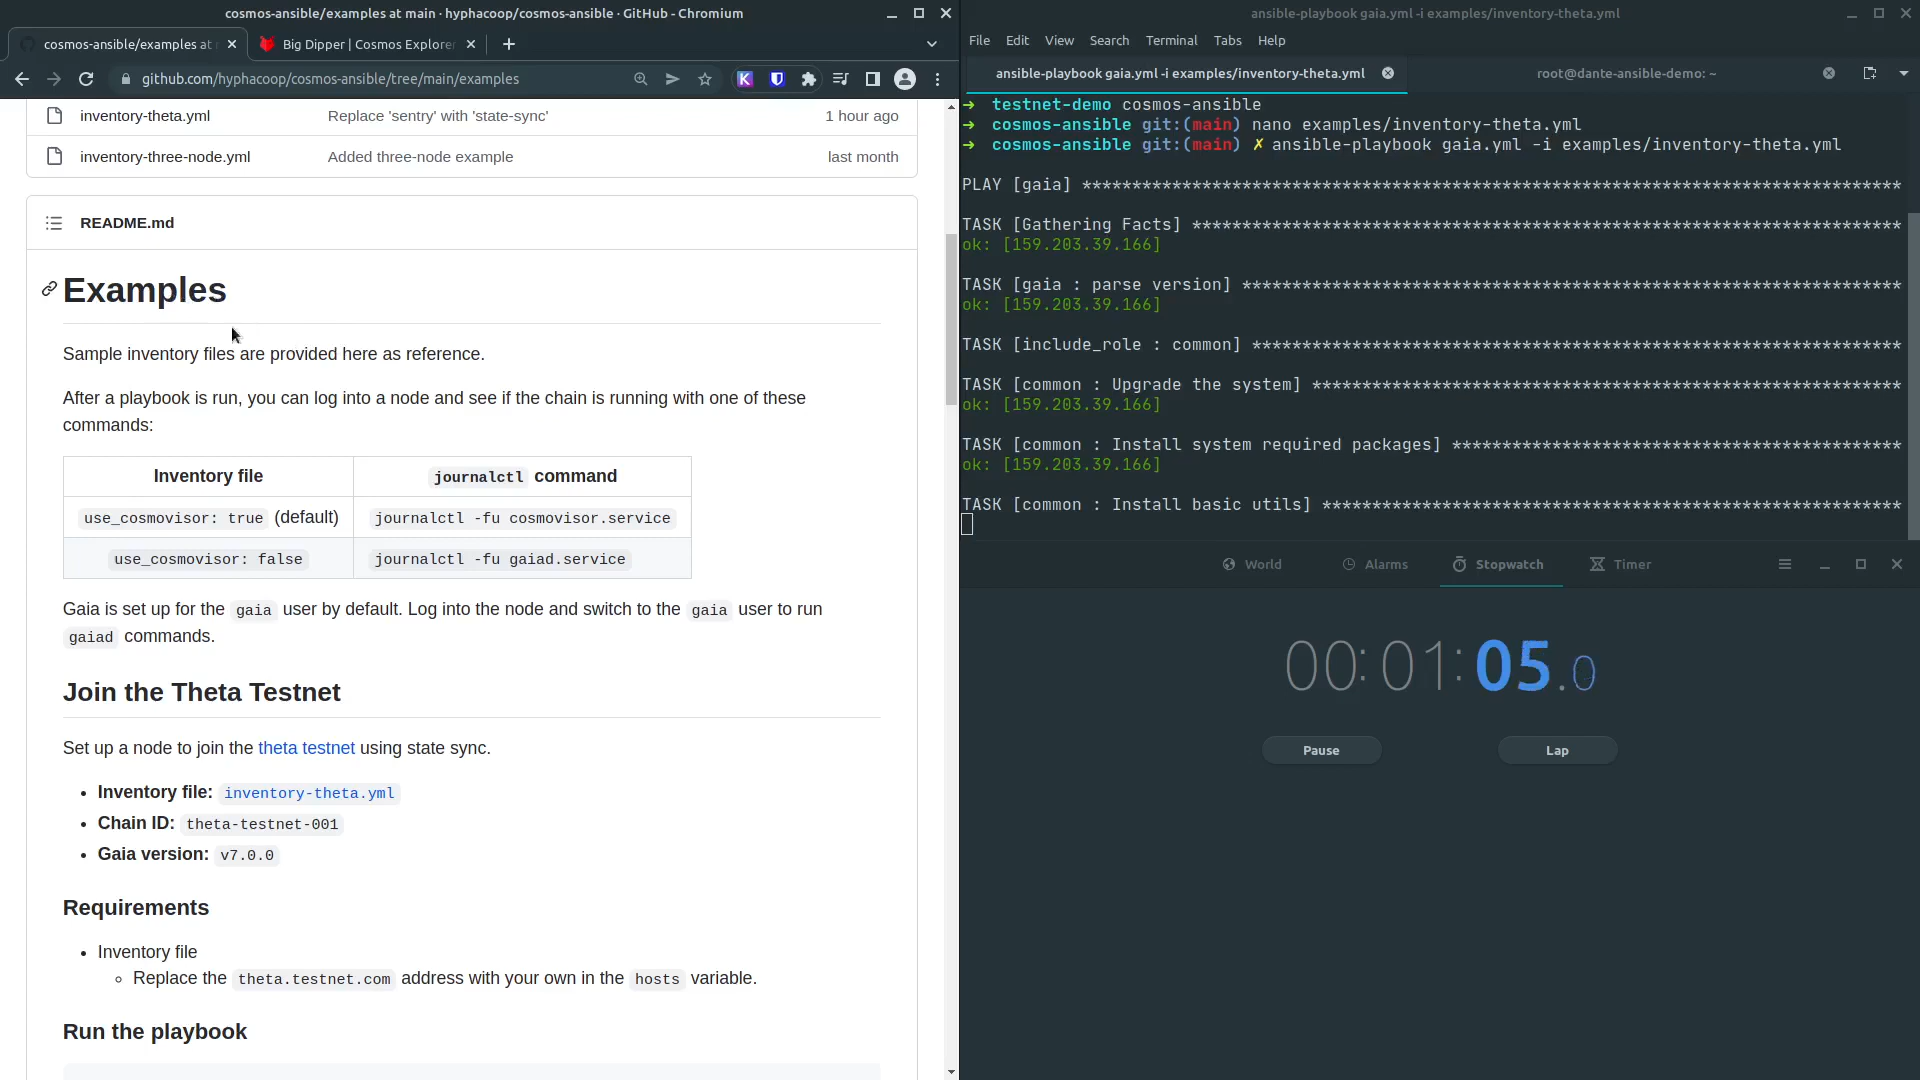 cosmos-ansible/examples at main · hyphacoop/cosmos-ansible · GitHub - Chromium
cosmos-ansible/examples at
Big Dipper | Cosmos Explorer
github.com/hyphacoop/cosmos-ansible/tree/main/examples
inventory-theta.yml Replace 'sentry' with 'state-sync' 1 hour ago
inventory-three-node.yml Added three-node example last month
README.md
Examples
Sample inventory files are provided here as reference.
After a playbook is run, you can log into a node and see if the chain is running with one of these
commands:
Inventory file journalctl command
use_cosmovisor: true (default) journalctl -fu cosmovisor.service
use_cosmovisor: false journalctl -fu gaiad.service
Gaia is set up for the gaia user by default. Log into the node and switch to the gaia user to run
gaiad commands.
Join the Theta Testnet
Set up a node to join the theta testnet using state sync.
• Inventory file: inventory-theta.yml
• Chain ID: theta-testnet-001
• Gaia version: v7.0.0
Requirements
• Inventory file
◦ Replace the theta.testnet.com address with your own in the hosts variable.
Run the playbook
ansible-playbook gaia.yml -i examples/inventory-theta.yml
File Edit View Search Terminal Tabs Help
ansible-playbook gaia.yml -i examples/inventory-theta.yml
root@dante-ansible-demo: ~
➜ testnet-demo cosmos-ansible
➜ cosmos-ansible git:(main) nano examples/inventory-theta.yml
➜ cosmos-ansible git:(main) ✗ ansible-playbook gaia.yml -i examples/inventory-theta.yml
PLAY [gaia] **********************************************************************************
TASK [Gathering Facts] ***********************************************************************
ok: [159.203.39.166]
TASK [gaia : parse version] ******************************************************************
ok: [159.203.39.166]
TASK [include_role : common] *****************************************************************
TASK [common : Upgrade the system] ***********************************************************
ok: [159.203.39.166]
TASK [common : Install system required packages] *********************************************
ok: [159.203.39.166]
TASK [common : Install basic utils] **********************************************************
World Alarms Stopwatch Timer
00:01:05.0
Pause Lap